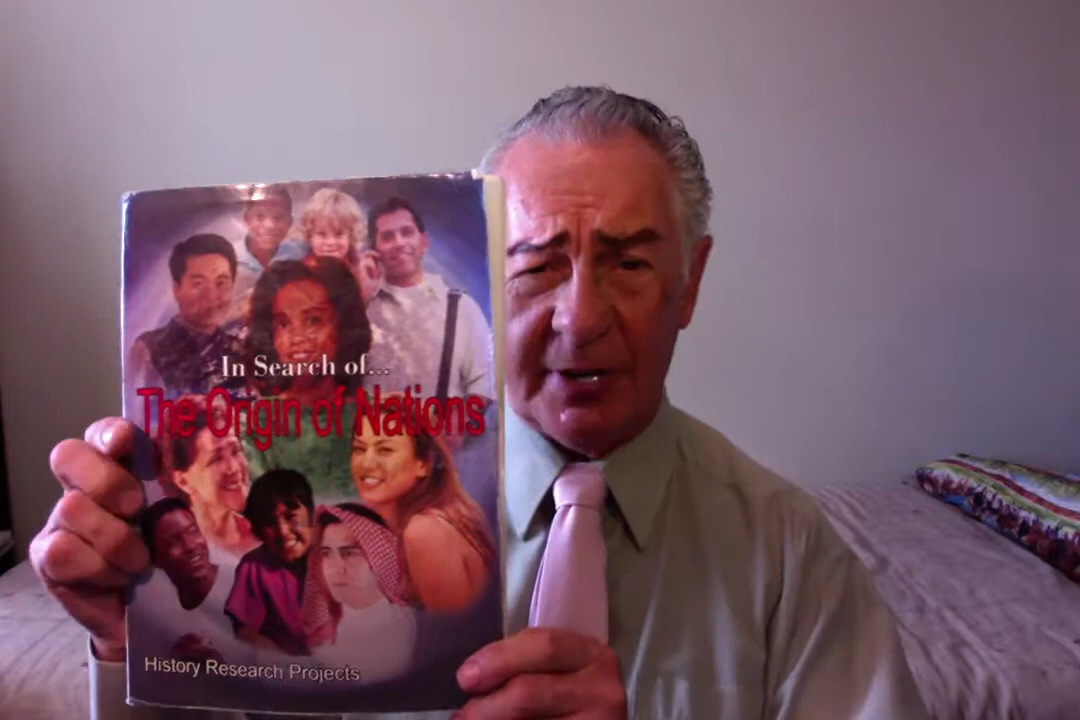 In Search of...
The Origin of Nations
History Research Projects